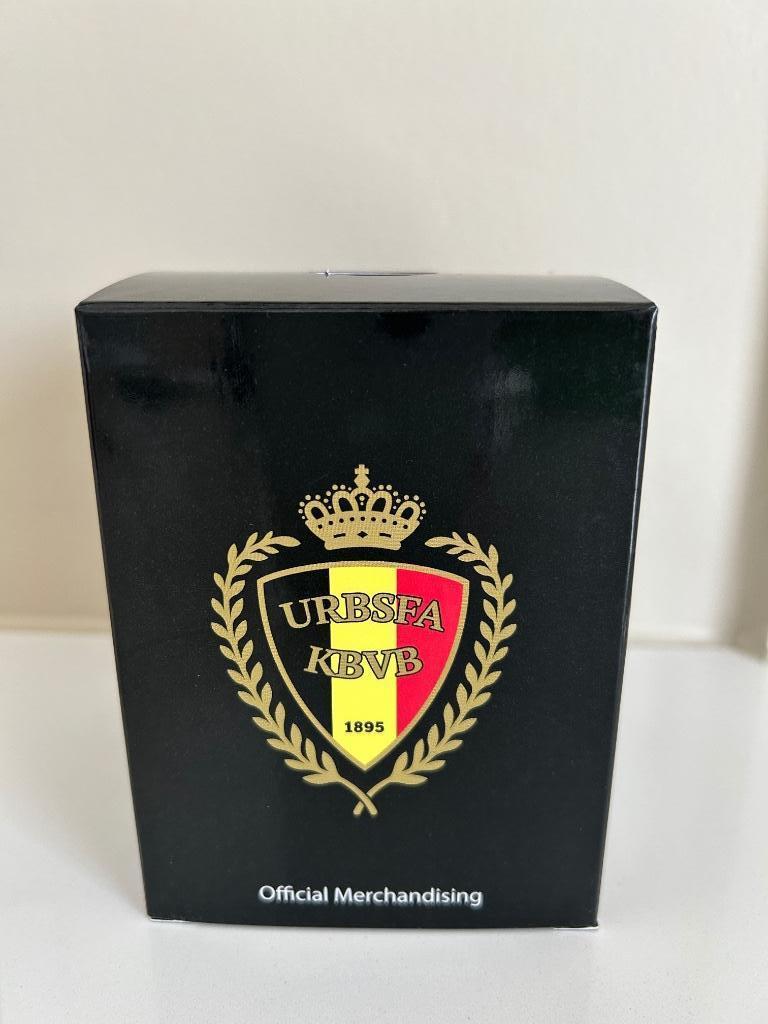 URBSFA
KBVB
1895
Official Merchandising